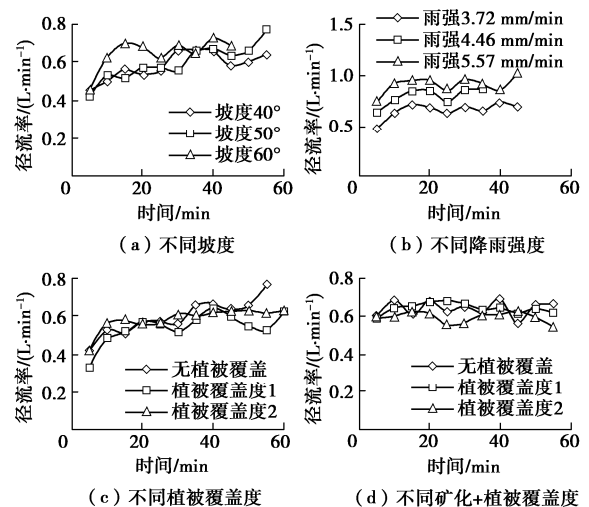 径流率/(L·min⁻¹)
0.8
0.6
0.4
0.2
0
20
40
60
坡度40°
坡度50°
坡度60°
时间/min
(a)不同坡度
径流率/(L·min⁻¹)
1.5
1.0
0.5
0
20
40
60
雨强3.72 mm/min
雨强4.46 mm/min
雨强5.57 mm/min
时间/min
(b)不同降雨强度
径流率/(L·min⁻¹)
0.8
0.6
0.4
0.2
0
20
40
60
无植被覆盖
植被覆盖度1
植被覆盖度2
时间/min
(c)不同植被覆盖度
径流率/(L·min⁻¹)
0.8
0.6
0.4
0.2
0
20
40
60
无植被覆盖
植被覆盖度1
植被覆盖度2
时间/min
(d)不同矿化+植被覆盖度